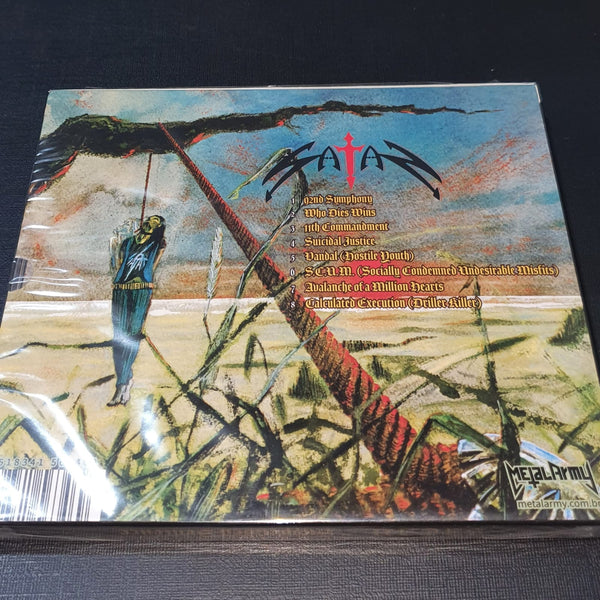 SATAN
1 92nd Symphony
2 Who Dies Wins
3 11th Commandment
4 Suicidal Justice
5 Vandal (Hostile Youth)
6 S.C.U.M. (Socially Condemned Undesirable Misfits)
7 Avalanche of a Million Hearts
8 Calculated Execution (Driller Killer)
518341
METAL ARMY
metalarmy.com.br